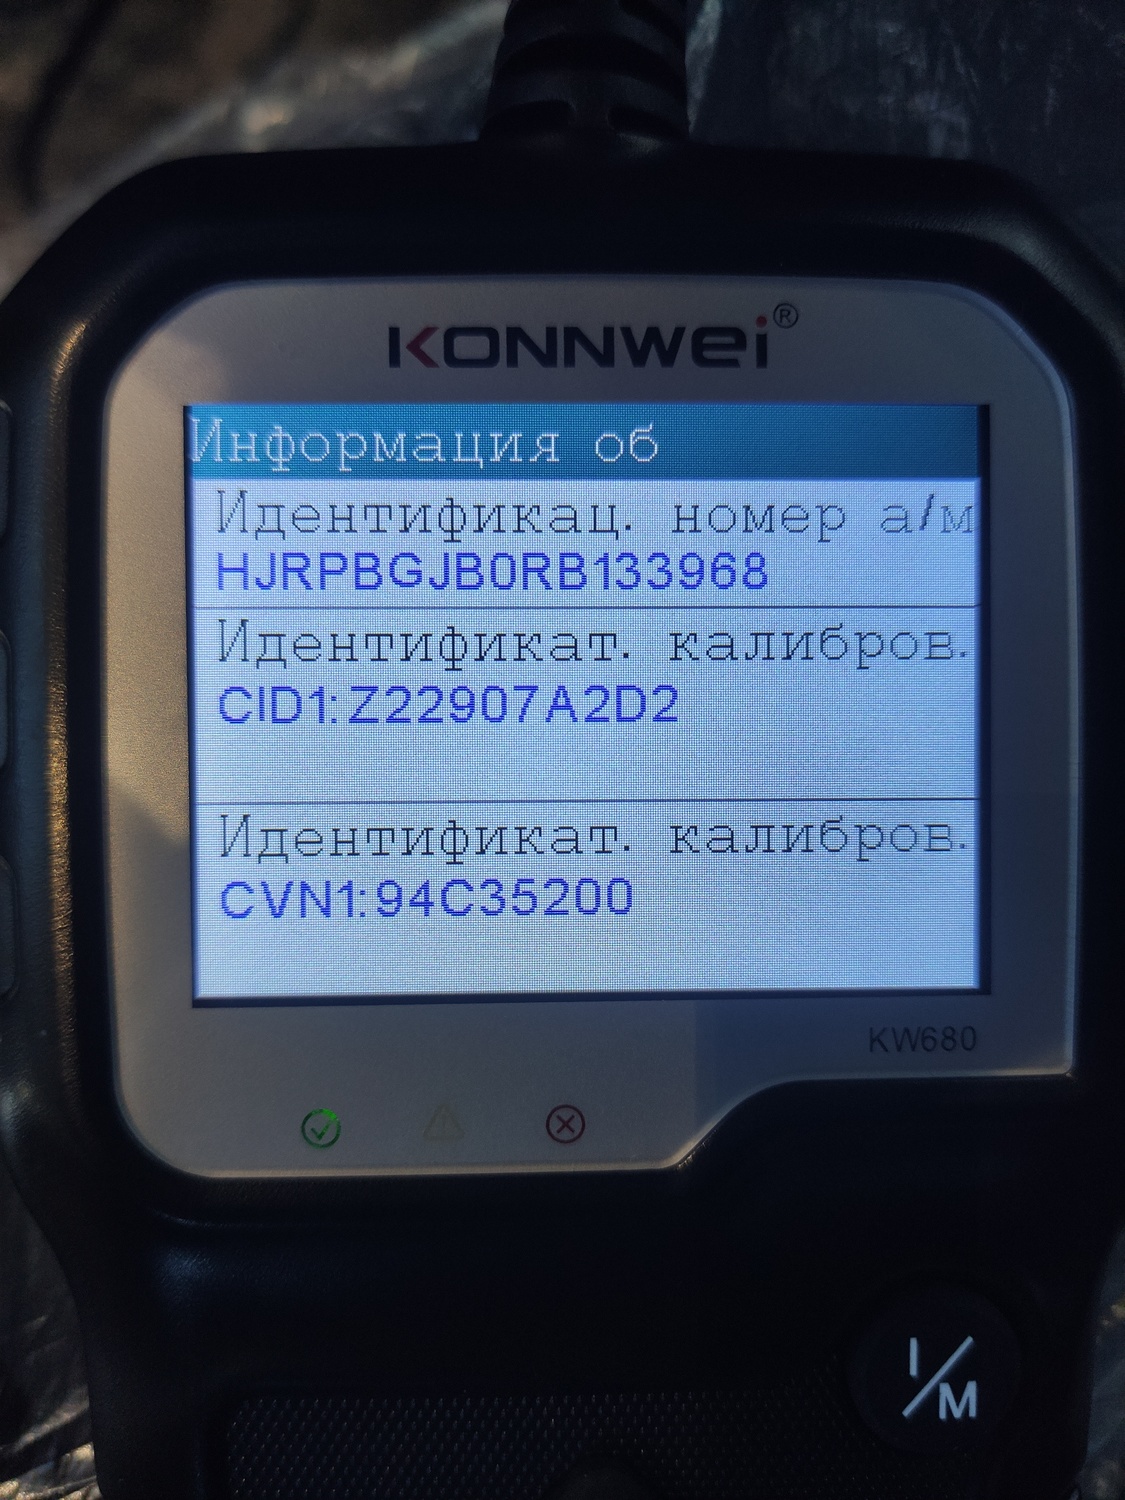 KONNWEI®
Информация об
Идентификац. номер а/м
HJRPBGJB0RB133968
Идентификат. калибров.
CID1:Z22907A2D2
Идентификат. калибров.
CVN1:94C35200
KW680
I/M